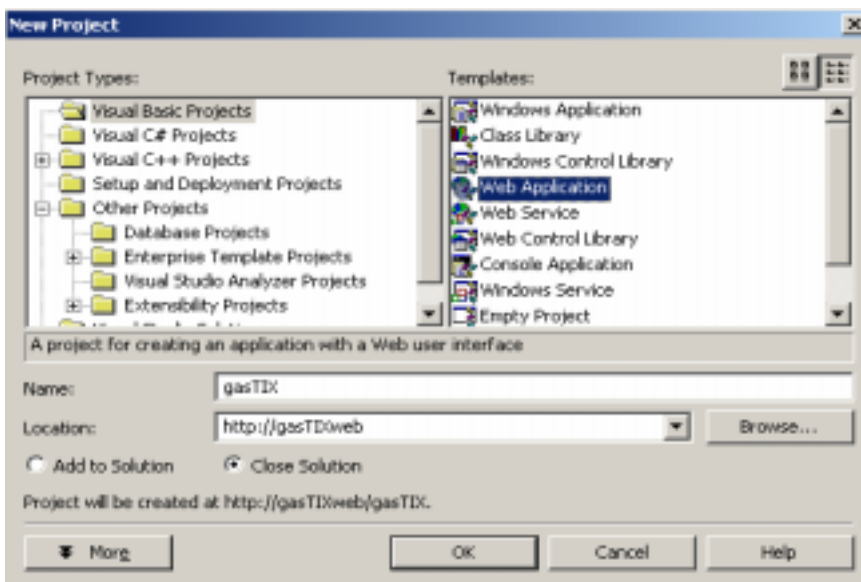 New Project
Project Types:
Templates:
Visual Basic Projects
Visual C# Projects
Visual C++ Projects
Setup and Deployment Projects
Other Projects
Database Projects
Enterprise Template Projects
Visual Studio Analyzer Projects
Extensibility Projects
Windows Application
Class Library
Windows Control Library
Web Application
Web Service
Web Control Library
Console Application
Windows Service
Empty Project
A project for creating an application with a Web user interface
Name:
gasTIX
Location:
http://gasTIXweb
Browse...
Add to Solution
Close Solution
Project will be created at http://gasTIXweb/gasTIX.
More
OK
Cancel
Help